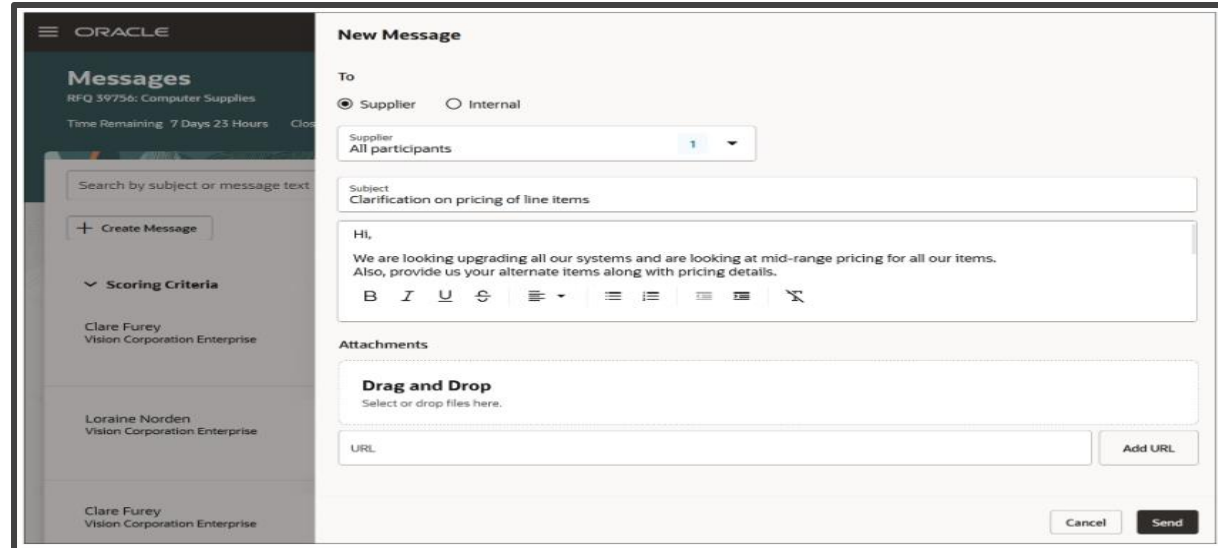 ORACLE
Messages
RFQ 39756: Computer Supplies
Time Remaining 7 Days 23 Hours Clos
Search by subject or message text
+ Create Message
Scoring Criteria
Clare Furey
Vision Corporation Enterprise
Loraine Norden
Vision Corporation Enterprise
Clare Furey
Vision Corporation Enterprise
New Message
To
Supplier Internal
Supplier
All participants 1
Subject
Clarification on pricing of line items
Hi,
We are looking upgrading all our systems and are looking at mid-range pricing for all our items.
Also, provide us your alternate items along with pricing details.
B I U S
Attachments
Drag and Drop
Select or drop files here.
URL Add URL
Cancel Send